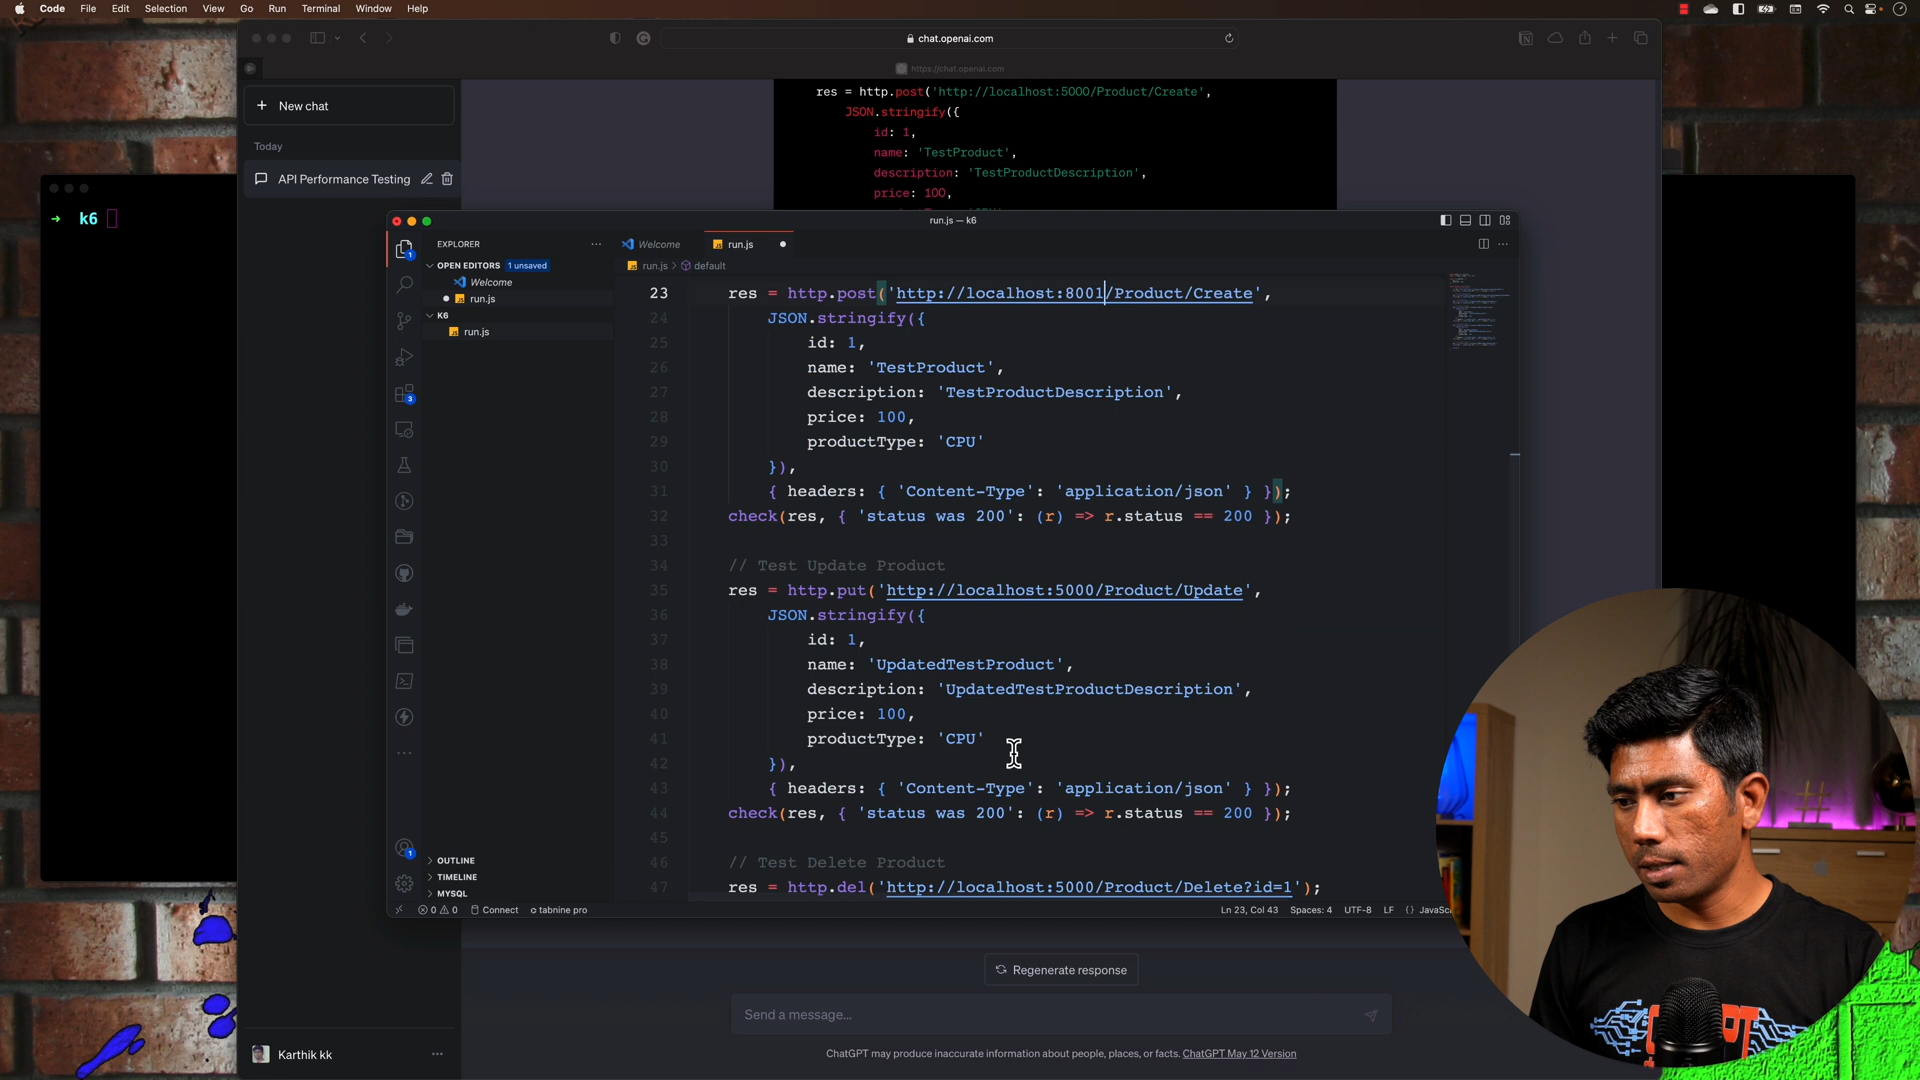 Code File Edit Selection View Go Run Terminal Window Help
chat.openai.com
https://chat.openai.com
New chat
Today
API Performance Testing
res = http.post('http://localhost:5000/Product/Create',
JSON.stringify({
id: 1,
name: 'TestProduct',
description: 'TestProductDescription',
price: 100,
→ k6
run.js — k6
EXPLORER
Welcome
run.js
OPEN EDITORS 1 unsaved
run.js > default
Welcome
run.js
K6
run.js
23 res = http.post('http://localhost:8001/Product/Create',
24 JSON.stringify({
25 id: 1,
26 name: 'TestProduct',
27 description: 'TestProductDescription',
28 price: 100,
29 productType: 'CPU'
30 }),
31 { headers: { 'Content-Type': 'application/json' } });
32 check(res, { 'status was 200': (r) => r.status == 200 });
33
34 // Test Update Product
35 res = http.put('http://localhost:5000/Product/Update',
36 JSON.stringify({
37 id: 1,
38 name: 'UpdatedTestProduct',
39 description: 'UpdatedTestProductDescription',
40 price: 100,
41 productType: 'CPU'
42 }),
43 { headers: { 'Content-Type': 'application/json' } });
44 check(res, { 'status was 200': (r) => r.status == 200 });
45
46 // Test Delete Product
47 res = http.del('http://localhost:5000/Product/Delete?id=1');
OUTLINE
TIMELINE
MYSQL
0 0 Connect tabnine pro
Ln 23, Col 43 Spaces: 4 UTF-8 LF {} JavaSc
Regenerate response
Send a message...
Karthik kk
ChatGPT may produce inaccurate information about people, places, or facts. ChatGPT May 12 Version